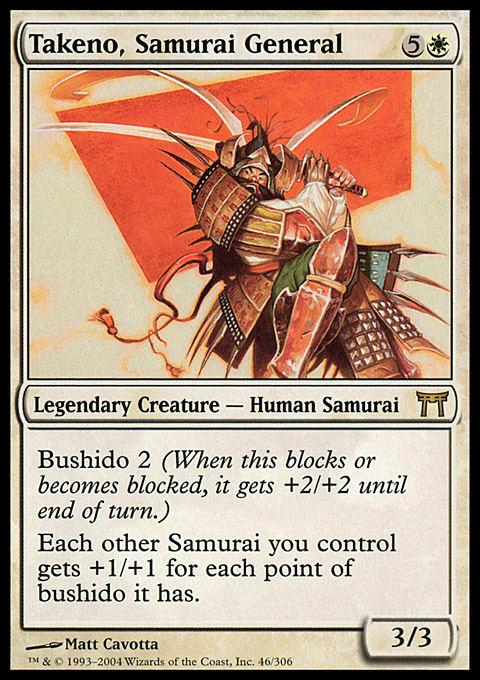 Takeno, Samurai General 5
Legendary Creature — Human Samurai
Bushido 2 (When this blocks or
becomes blocked, it gets +2/+2 until
end of turn.)
Each other Samurai you control
gets +1/+1 for each point of
bushido it has.
Matt Cavotta
3/3
™ & © 1993–2004 Wizards of the Coast, Inc. 46/306